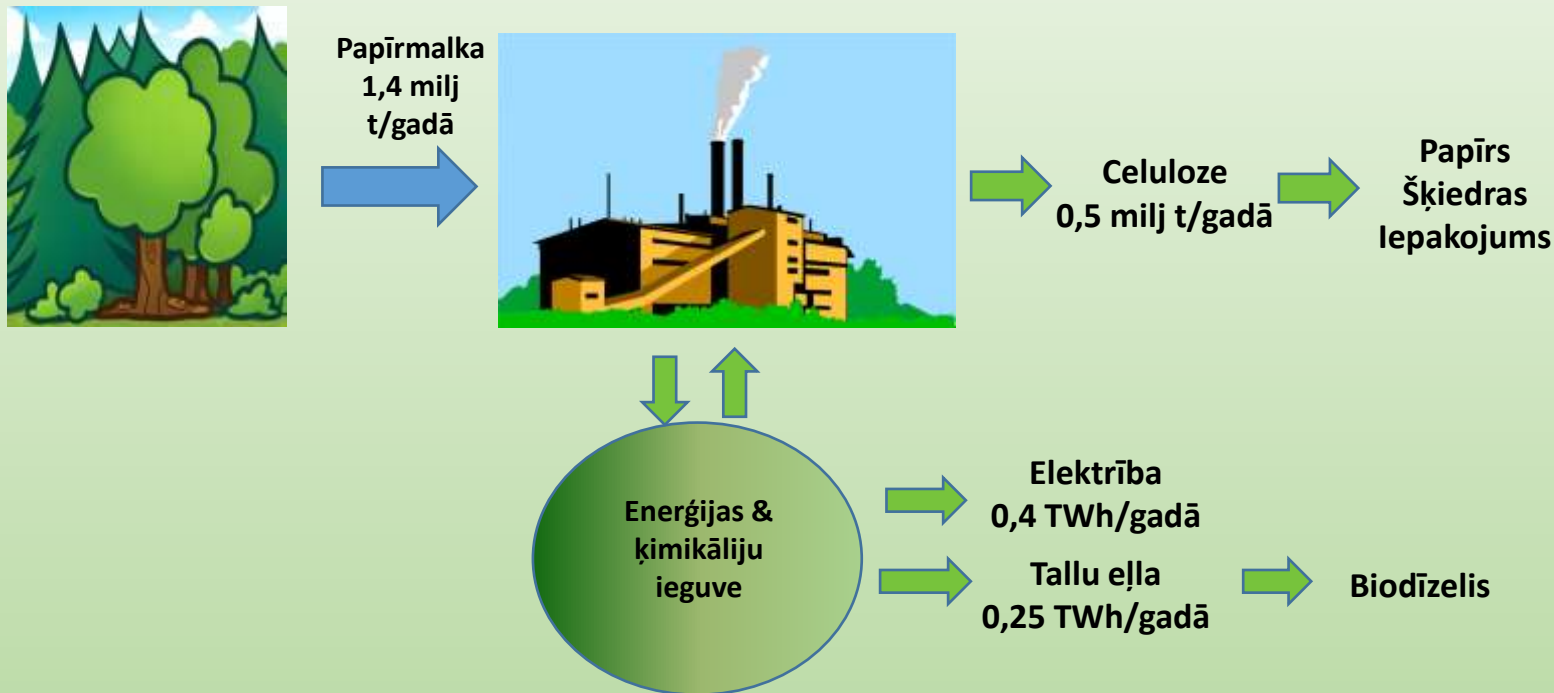 Papīrmalka
1,4 milj
t/gadā
Celuloze
0,5 milj t/gadā
Papīrs
Šķiedras
Iepakojums
Enerģijas &
ķimikāliju
ieguve
Elektrība
0,4 TWh/gadā
Tallu eļļa
0,25 TWh/gadā
Biodīzelis